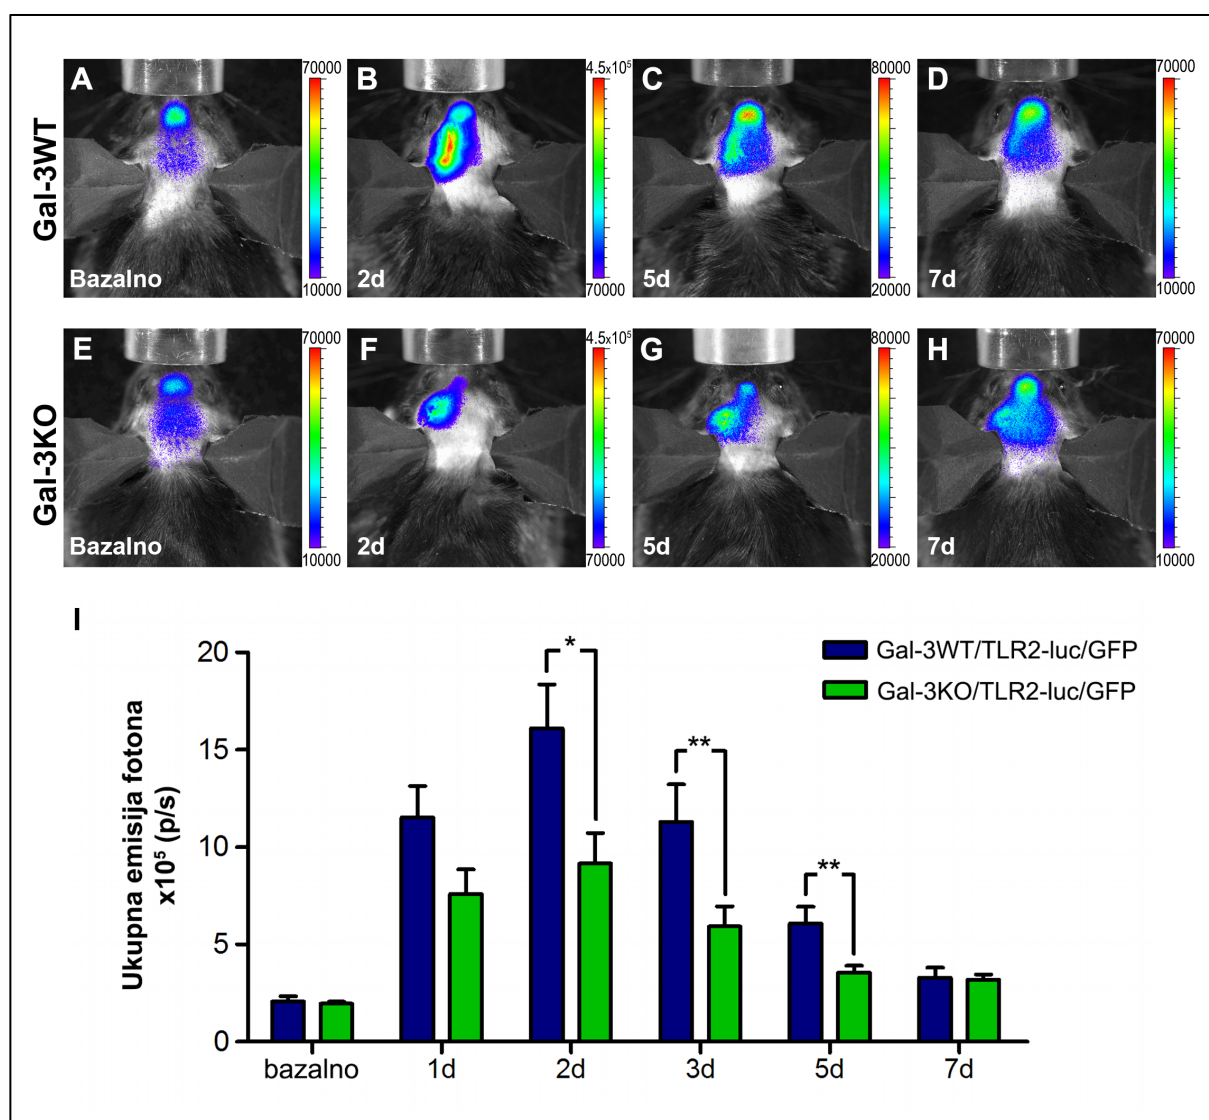 Gal-3WT
A
Bazalno
70000
10000
B
2d
4.5x10⁵
70000
C
5d
80000
20000
D
7d
70000
10000
Gal-3KO
E
Bazalno
70000
10000
F
2d
4.5x10⁵
70000
G
5d
80000
20000
H
7d
70000
10000
I
Ukupna emisija fotona
x10⁵ (p/s)
20
15
10
5
0
*
**
**
Gal-3WT/TLR2-luc/GFP
Gal-3KO/TLR2-luc/GFP
bazalno 1d 2d 3d 5d 7d